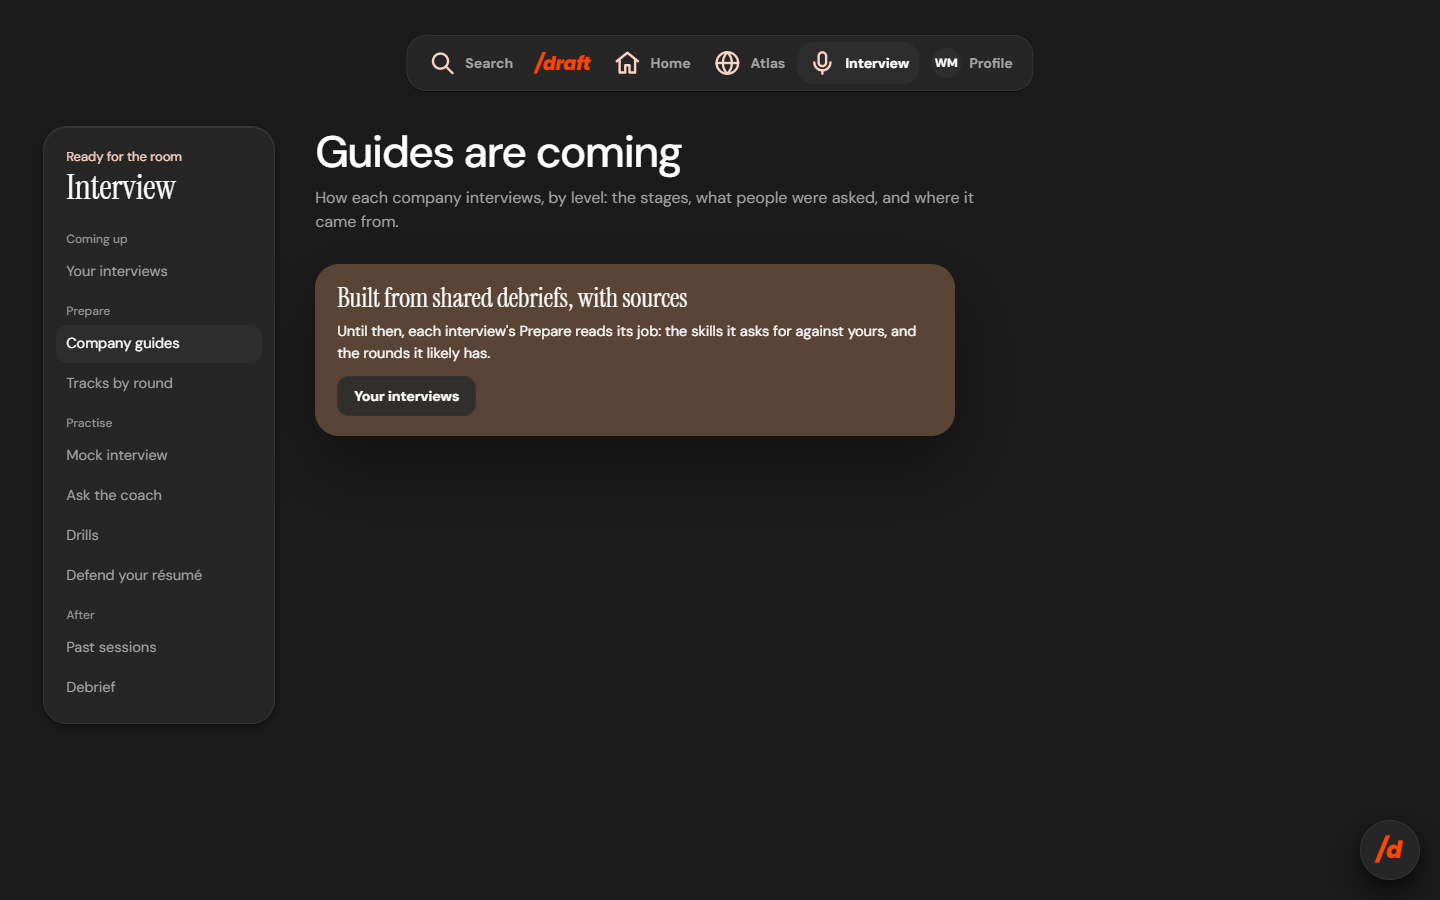 Search
/draft
Home
Atlas
Interview
WM
Profile
Ready for the room
Interview
Coming up
Your interviews
Prepare
Company guides
Tracks by round
Practise
Mock interview
Ask the coach
Drills
Defend your résumé
After
Past sessions
Debrief
Guides are coming
How each company interviews, by level: the stages, what people were asked, and where it
came from.
Built from shared debriefs, with sources
Until then, each interview's Prepare reads its job: the skills it asks for against yours, and
the rounds it likely has.
Your interviews
/d